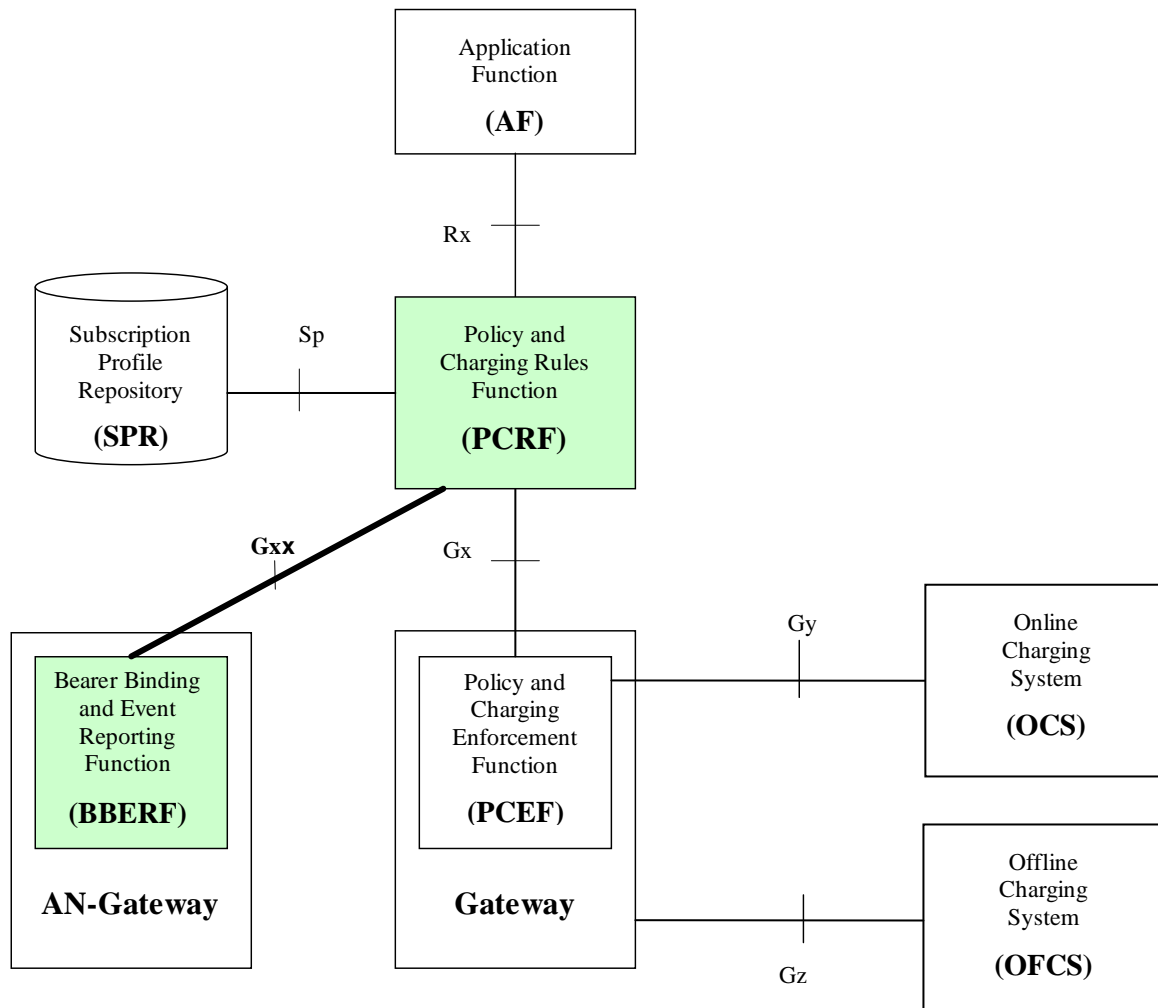 Application
Function
(AF)
Rx
Subscription
Profile
Repository
(SPR)
Sp
Policy and
Charging Rules
Function
(PCRF)
Gxx
Gx
Bearer Binding
and Event
Reporting
Function
(BBERF)
AN-Gateway
Policy and
Charging
Enforcement
Function
(PCEF)
Gateway
Gy
Online
Charging
System
(OCS)
Gz
Offline
Charging
System
(OFCS)